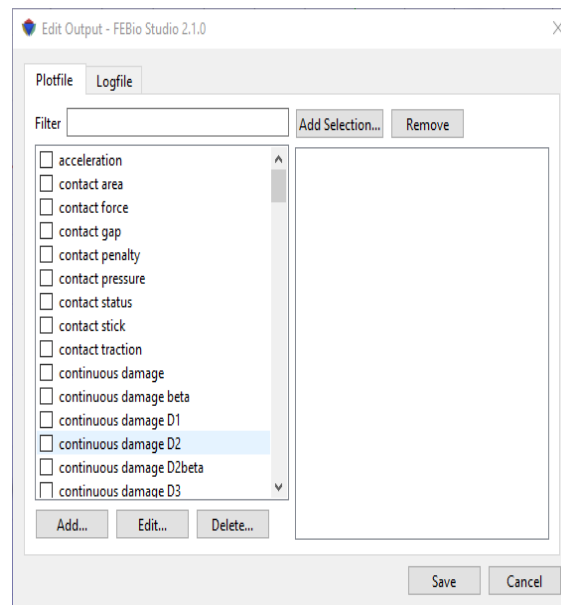 Edit Output - FEBio Studio 2.1.0
Plotfile Logfile
Filter Add Selection... Remove
acceleration
contact area
contact force
contact gap
contact penalty
contact pressure
contact status
contact stick
contact traction
continuous damage
continuous damage beta
continuous damage D1
continuous damage D2
continuous damage D2beta
continuous damage D3
Add... Edit... Delete...
Save Cancel